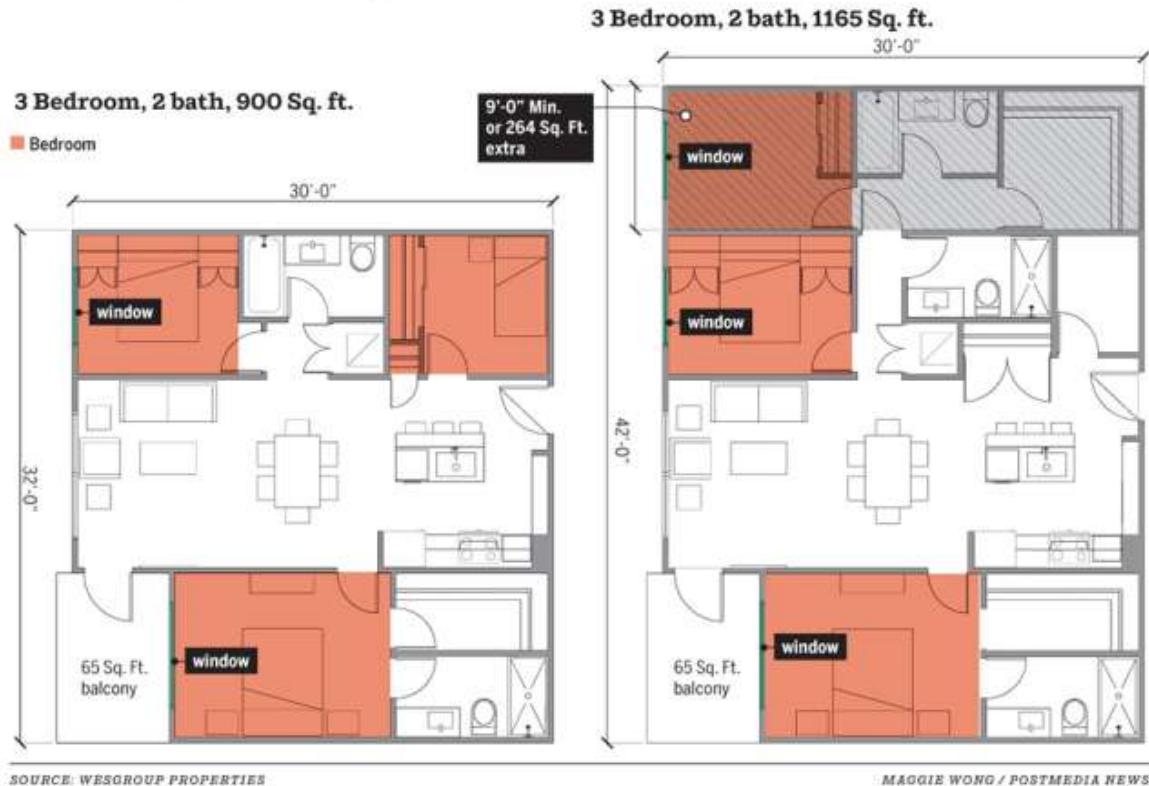 3 Bedroom, 2 bath, 1165 Sq. ft.
30'-0"
3 Bedroom, 2 bath, 900 Sq. ft.
Bedroom
9'-0" Min.
or 264 Sq. Ft.
extra
window
30'-0"
window
window
32'-0"
42'-0"
65 Sq. Ft.
balcony
window
65 Sq. Ft.
balcony
window
SOURCE: WESGROUP PROPERTIES
MAGGIE WONG / POSTMEDIA NEWS